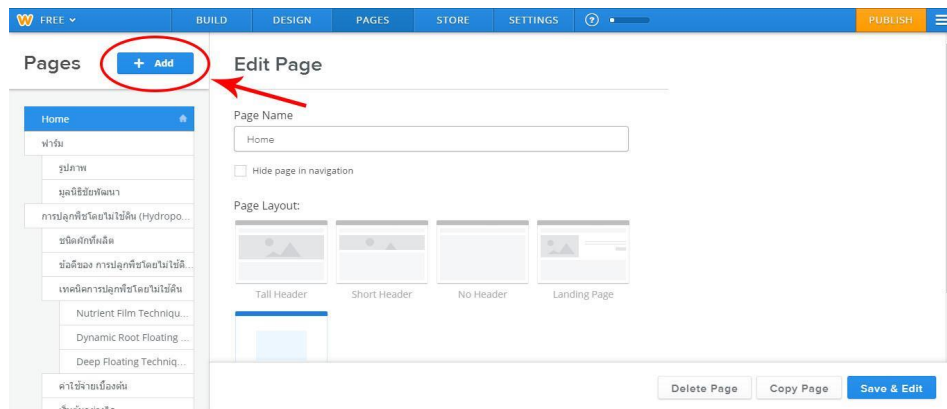 FREE BUILD DESIGN PAGES STORE SETTINGS ? PUBLISH
Pages
+ Add
Home
ฟาร์ม
รูปภาพ
มูลนิธิชัยพัฒนา
การปลูกพืชโดยไม่ใช้ดิน (Hydropo...
ชนิดผักที่ผลิต
ข้อดีของ การปลูกพืชโดยไม่ใช้ดิ...
เทคนิคการปลูกพืชโดยไม่ใช้ดิน
Nutrient Film Techniqu...
Dynamic Root Floating ...
Deep Floating Techniq...
ค่าใช้จ่ายเบื้องต้น
Edit Page
Page Name
Home
Hide page in navigation
Page Layout:
Tall Header
Short Header
No Header
Landing Page
Delete Page
Copy Page
Save & Edit